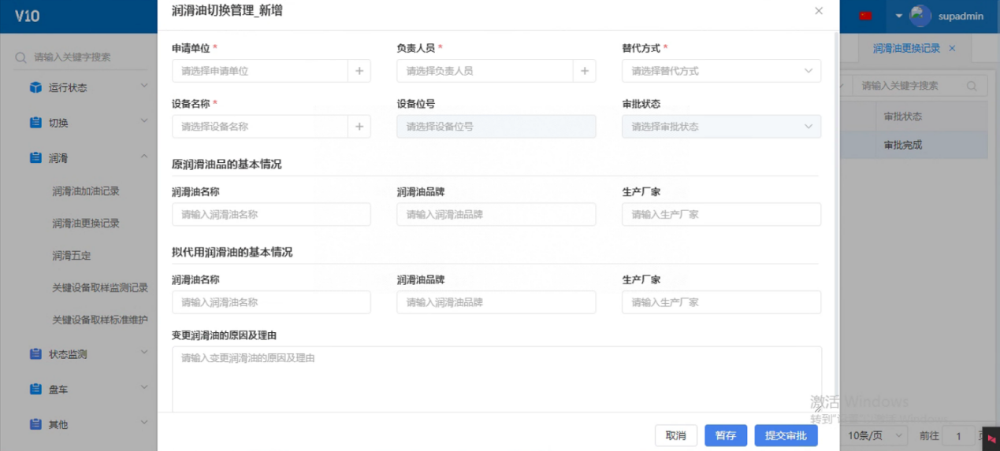 V10
润滑油切换管理_新增
supadmin
请输入关键字搜索
润滑油更换记录
运行状态
切换
润滑
润滑油加油记录
润滑油更换记录
润滑五定
关键设备取样监测记录
关键设备取样标准维护
状态监测
盘车
其他
申请单位 * 负责人员 * 替代方式 *
请选择申请单位 请选择负责人员 请选择替代方式
设备名称 * 设备位号 审批状态
请选择设备名称 请选择设备位号 请选择审批状态
原润滑油品的基本情况
润滑油名称 润滑油品牌 生产厂家
请输入润滑油名称 请输入润滑油品牌 请输入生产厂家
拟代用润滑油的基本情况
润滑油名称 润滑油品牌 生产厂家
请输入润滑油名称 请输入润滑油品牌 请输入生产厂家
变更润滑油的原因及理由
请输入变更润滑油的原因及理由
取消 暂存 提交审批
请输入关键字搜索
审批状态
审批完成
激活 Windows
转到"设置"以激活 Windows。
10条/页 前往 1